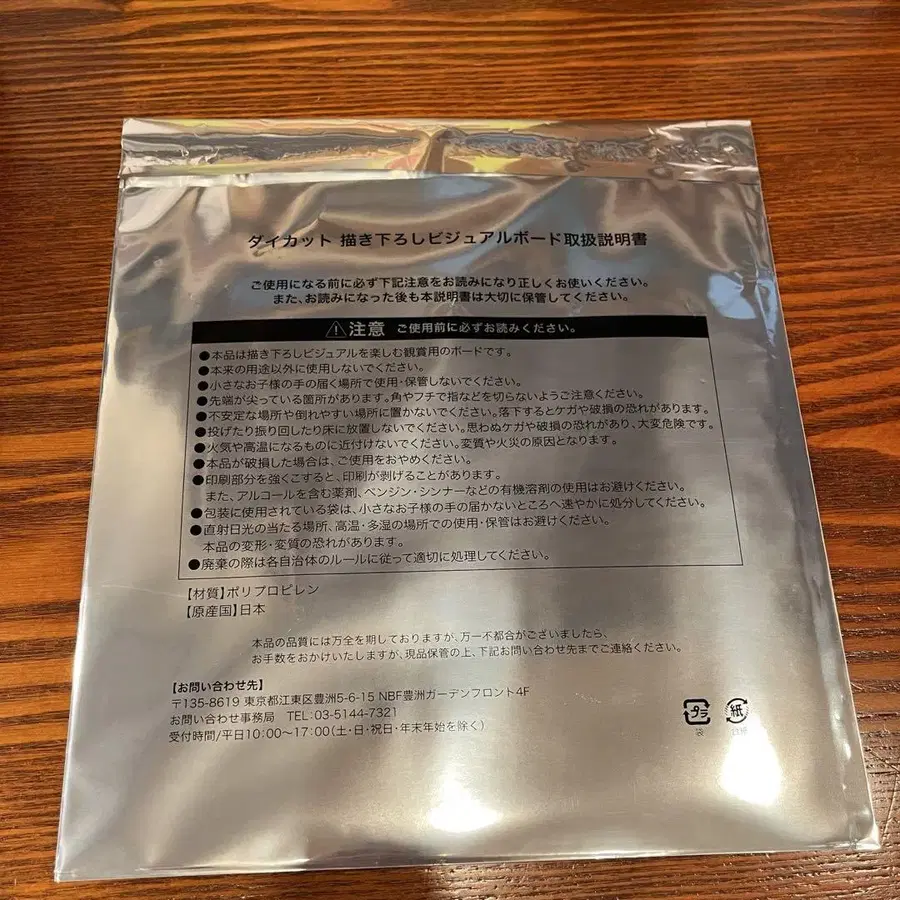 ダイカット 描き下ろしビジュアルボード取扱説明書
ご使用になる前に必ず下記注意をお読みになり正しくお使いください。
また、お読みになった後も本説明書は大切に保管してください。
⚠注意 ご使用前に必ずお読みください。
●本品は描き下ろしビジュアルを楽しむ観賞用のボードです。
●本来の用途以外に使用しないでください。
●小さなお子様の手の届く場所で使用・保管しないでください。
●先端が尖っている箇所があります。角やフチで指などを切らないようご注意ください。
●不安定な場所や倒れやすい場所に置かないでください。落下するとケガや破損の恐れがあります。
●投げたり振り回したり床に放置しないでください。思わぬケガや破損の恐れがあり、大変危険です。
●火気や高温になるものに近付けないでください。変質や火災の原因となります。
●本品が破損した場合は、ご使用をおやめください。
●印刷部分を強くこすると、印刷が剥げることがあります。
また、アルコールを含む薬剤、ベンジン・シンナーなどの有機溶剤の使用はお避けください。
●包装に使用されている袋は、小さなお子様の手の届かないところへ速やかに処分してください。
●直射日光の当たる場所、高温・多湿の場所での使用・保管はお避けください。
本品の変形・変質の恐れがあります。
●廃棄の際は各自治体のルールに従って適切に処理してください。
【材質】ポリプロピレン
【原産国】日本
本品の品質には万全を期しておりますが、万一不都合がございましたら、
お手数をおかけいたしますが、現品保管の上、下記お問い合わせ先までご連絡ください。
【お問い合わせ先】
〒135-8619 東京都江東区豊洲5-6-15 NBF豊洲ガーデンフロント4F
お問い合わせ事務局 TEL:03-5144-7321
受付時間/平日10:00～17:00(土・日・祝日・年末年始を除く)
プラ 紙
袋